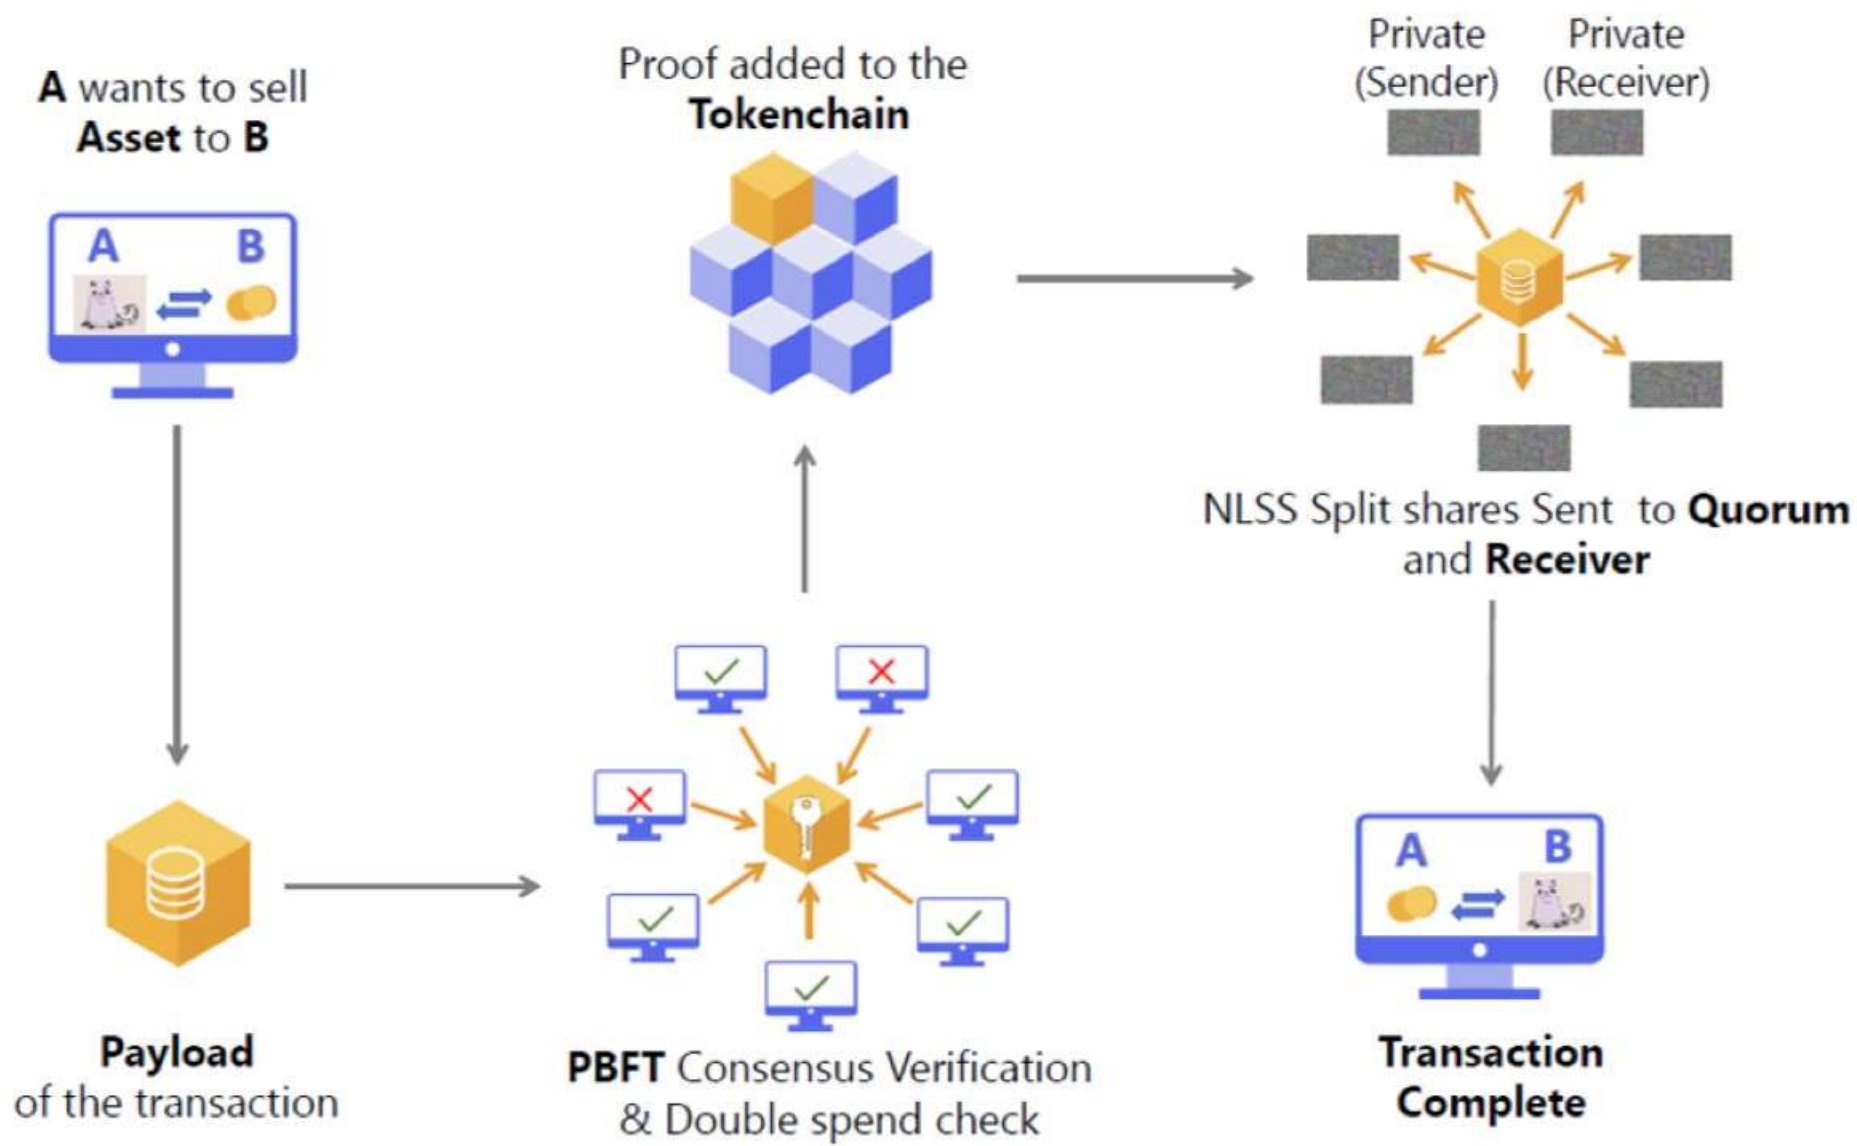 A wants to sell
Asset to B
A B
Payload
of the transaction
PBFT Consensus Verification
& Double spend check
Proof added to the
Tokenchain
Private Private
(Sender) (Receiver)
NLSS Split shares Sent to Quorum
and Receiver
A B
Transaction
Complete